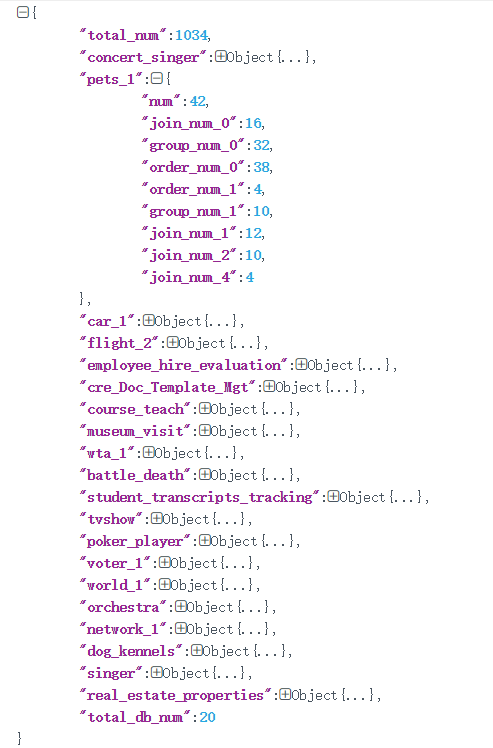 {
"total_num":1034,
"concert_singer":Object{...},
"pets_1":{
"num":42,
"join_num_0":16,
"group_num_0":32,
"order_num_0":38,
"order_num_1":4,
"group_num_1":10,
"join_num_1":12,
"join_num_2":10,
"join_num_4":4
},
"car_1":Object{...},
"flight_2":Object{...},
"employee_hire_evaluation":Object{...},
"cre_Doc_Template_Mgt":Object{...},
"course_teach":Object{...},
"museum_visit":Object{...},
"wta_1":Object{...},
"battle_death":Object{...},
"student_transcripts_tracking":Object{...},
"tvshow":Object{...},
"poker_player":Object{...},
"voter_1":Object{...},
"world_1":Object{...},
"orchestra":Object{...},
"network_1":Object{...},
"dog_kennels":Object{...},
"singer":Object{...},
"real_estate_properties":Object{...},
"total_db_num":20
}